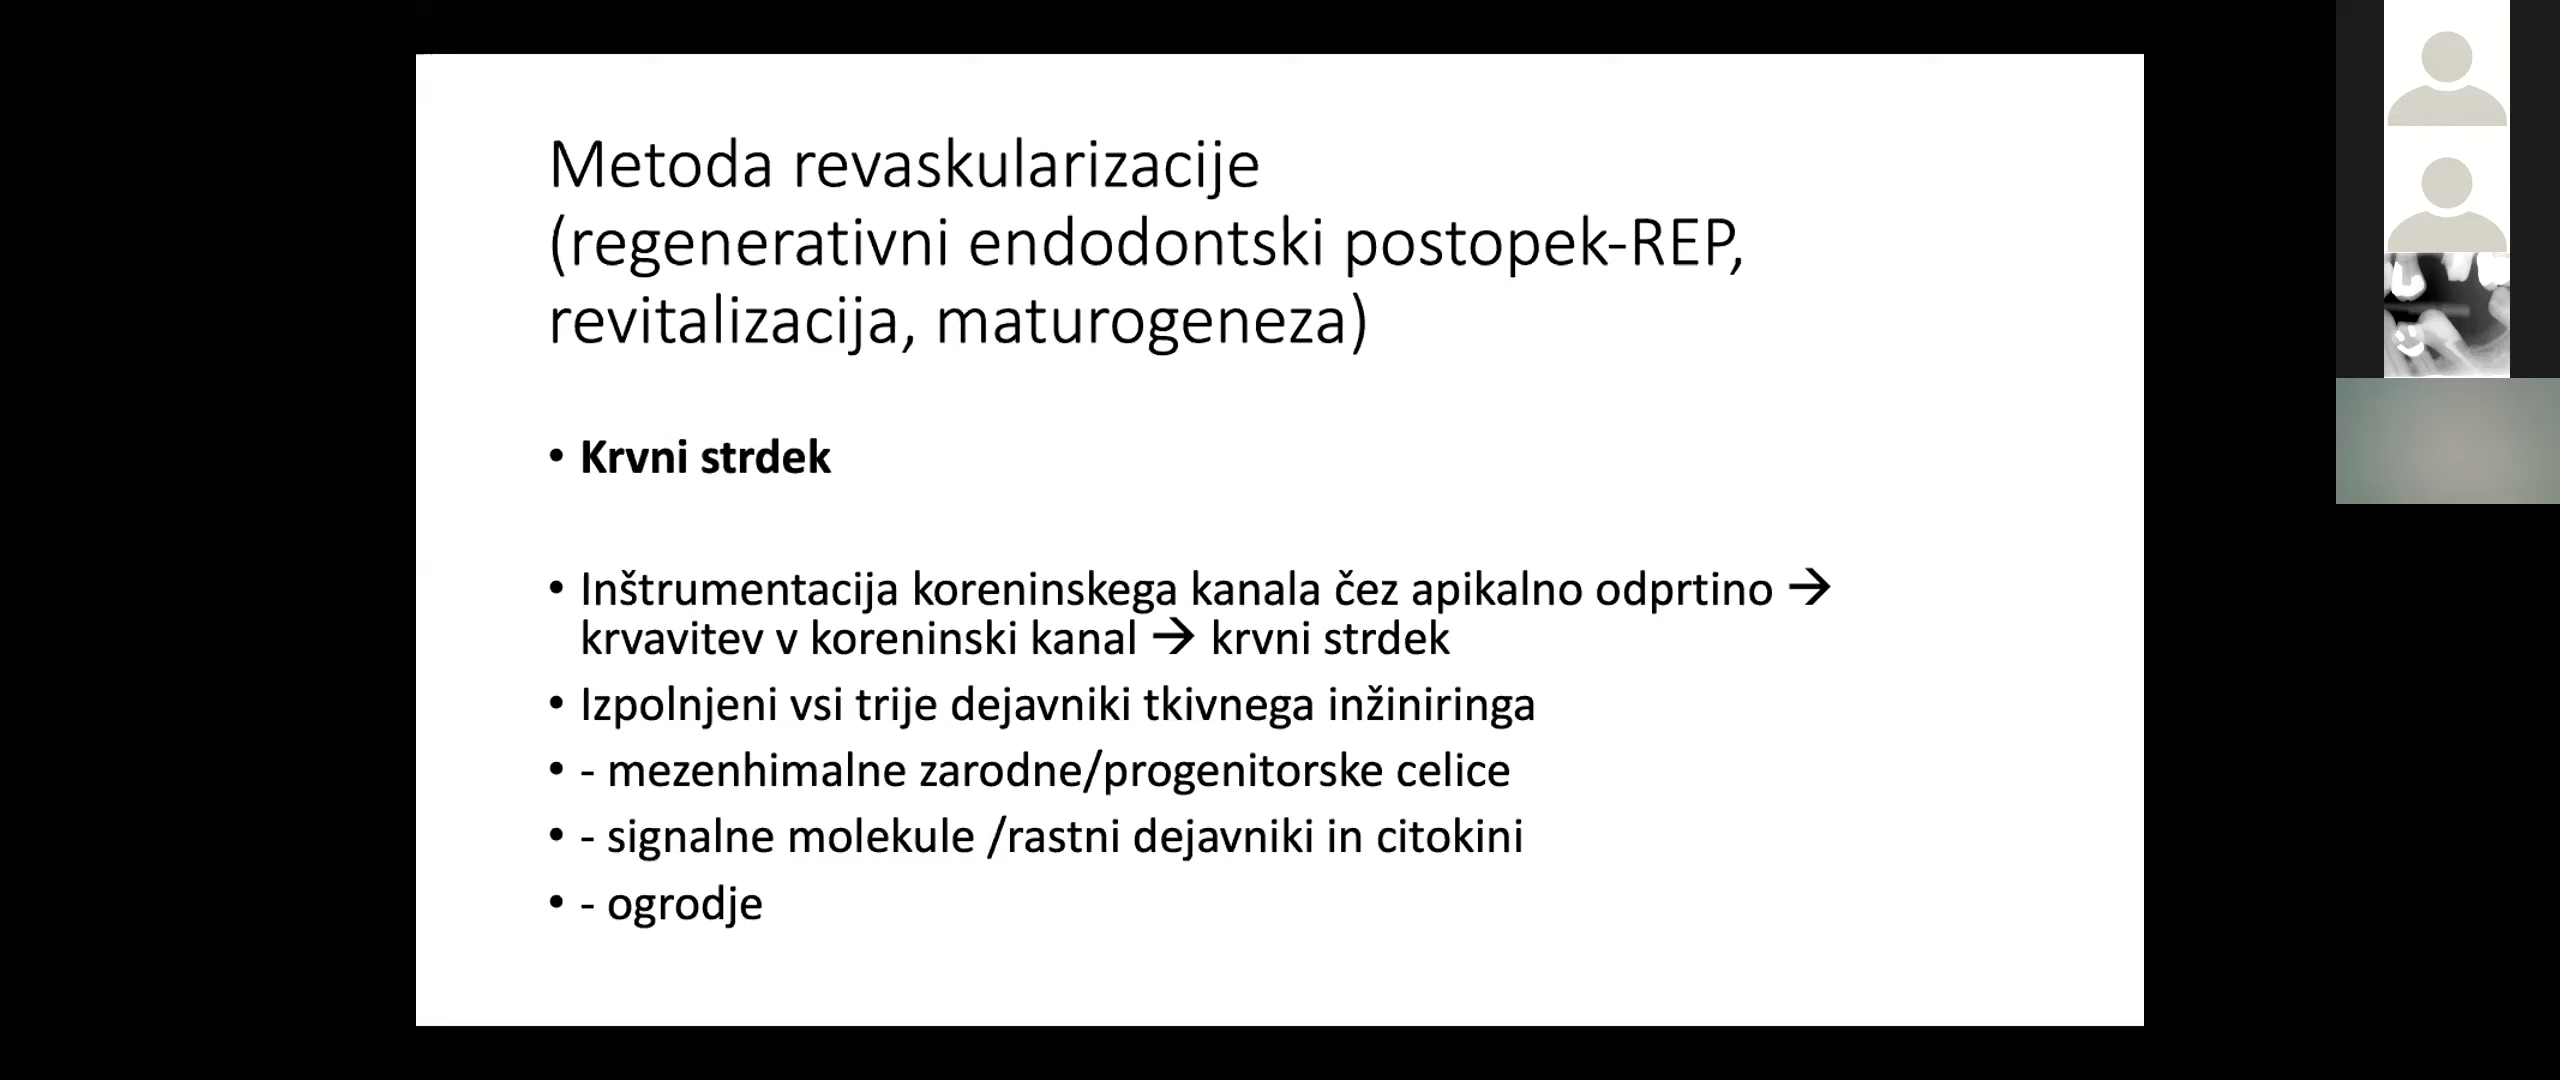 Metoda revaskularizacije
(regenerativni endodontski postopek-REP,
revitalizacija, maturogeneza)
• Krvni strdek
• Inštrumentacija koreninskega kanala čez apikalno odprtino →
krvavitev v koreninski kanal → krvni strdek
• Izpolnjeni vsi trije dejavniki tkivnega inžiniringa
• - mezenhimalne zarodne/progenitorske celice
• - signalne molekule /rastni dejavniki in citokini
• - ogrodje